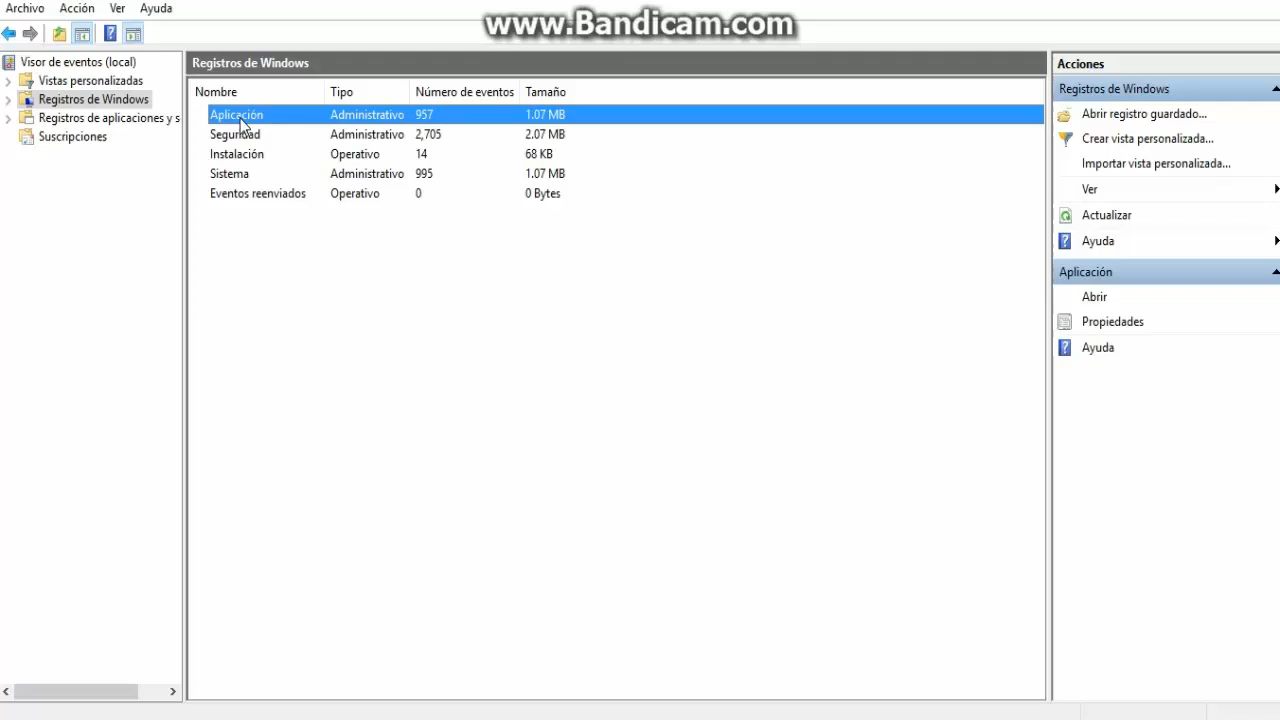 Archivo Acción Ver Ayuda
www.Bandicam.com
Visor de eventos (local)
Vistas personalizadas
Registros de Windows
Registros de aplicaciones y s
Suscripciones
Registros de Windows
Nombre Tipo Número de eventos Tamaño
Aplicación Administrativo 957 1.07 MB
Seguridad Administrativo 2,705 2.07 MB
Instalación Operativo 14 68 KB
Sistema Administrativo 995 1.07 MB
Eventos reenviados Operativo 0 0 Bytes
Acciones
Registros de Windows
Abrir registro guardado...
Crear vista personalizada...
Importar vista personalizada...
Ver
Actualizar
Ayuda
Aplicación
Abrir
Propiedades
Ayuda